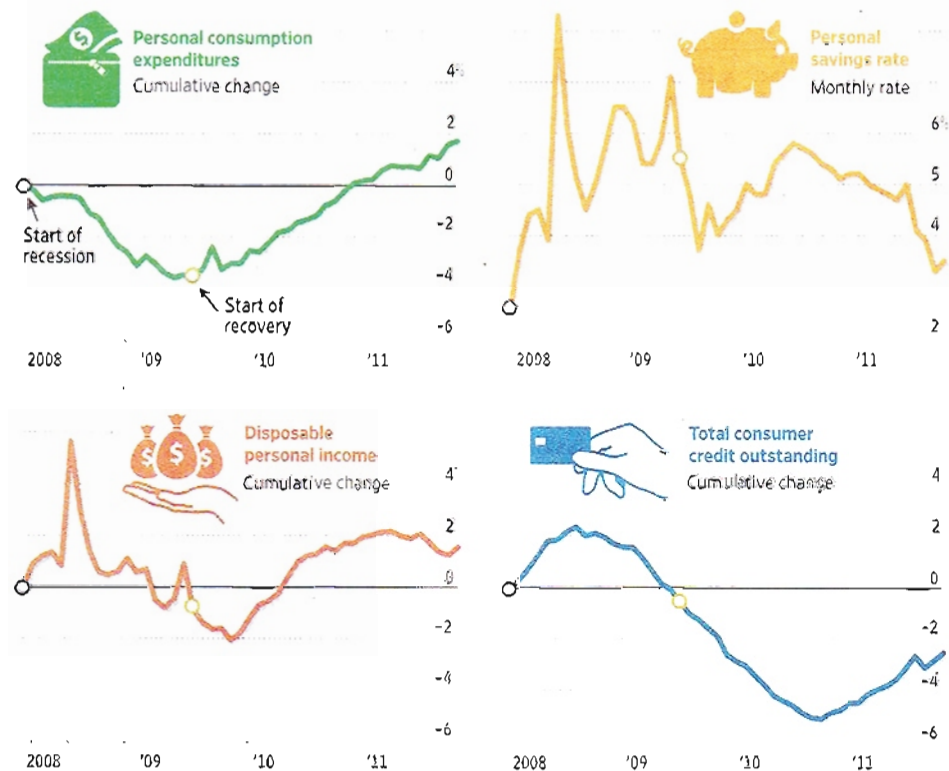 Personal consumption
expenditures
Cumulative change
4%
2
0
-2
-4
-6
Start of
recession
Start of
recovery
2008 '09 '10 '11
Personal
savings rate
Monthly rate
6%
5
4
2
2008 '09 '10 '11
$ $ $
Disposable
personal income
Cumulative change
4
2
0
-2
-4
-6
2008 '09 '10 '11
Total consumer
credit outstanding
Cumulative change
4
2
0
-2
-4
-6
2008 '09 '10 '11